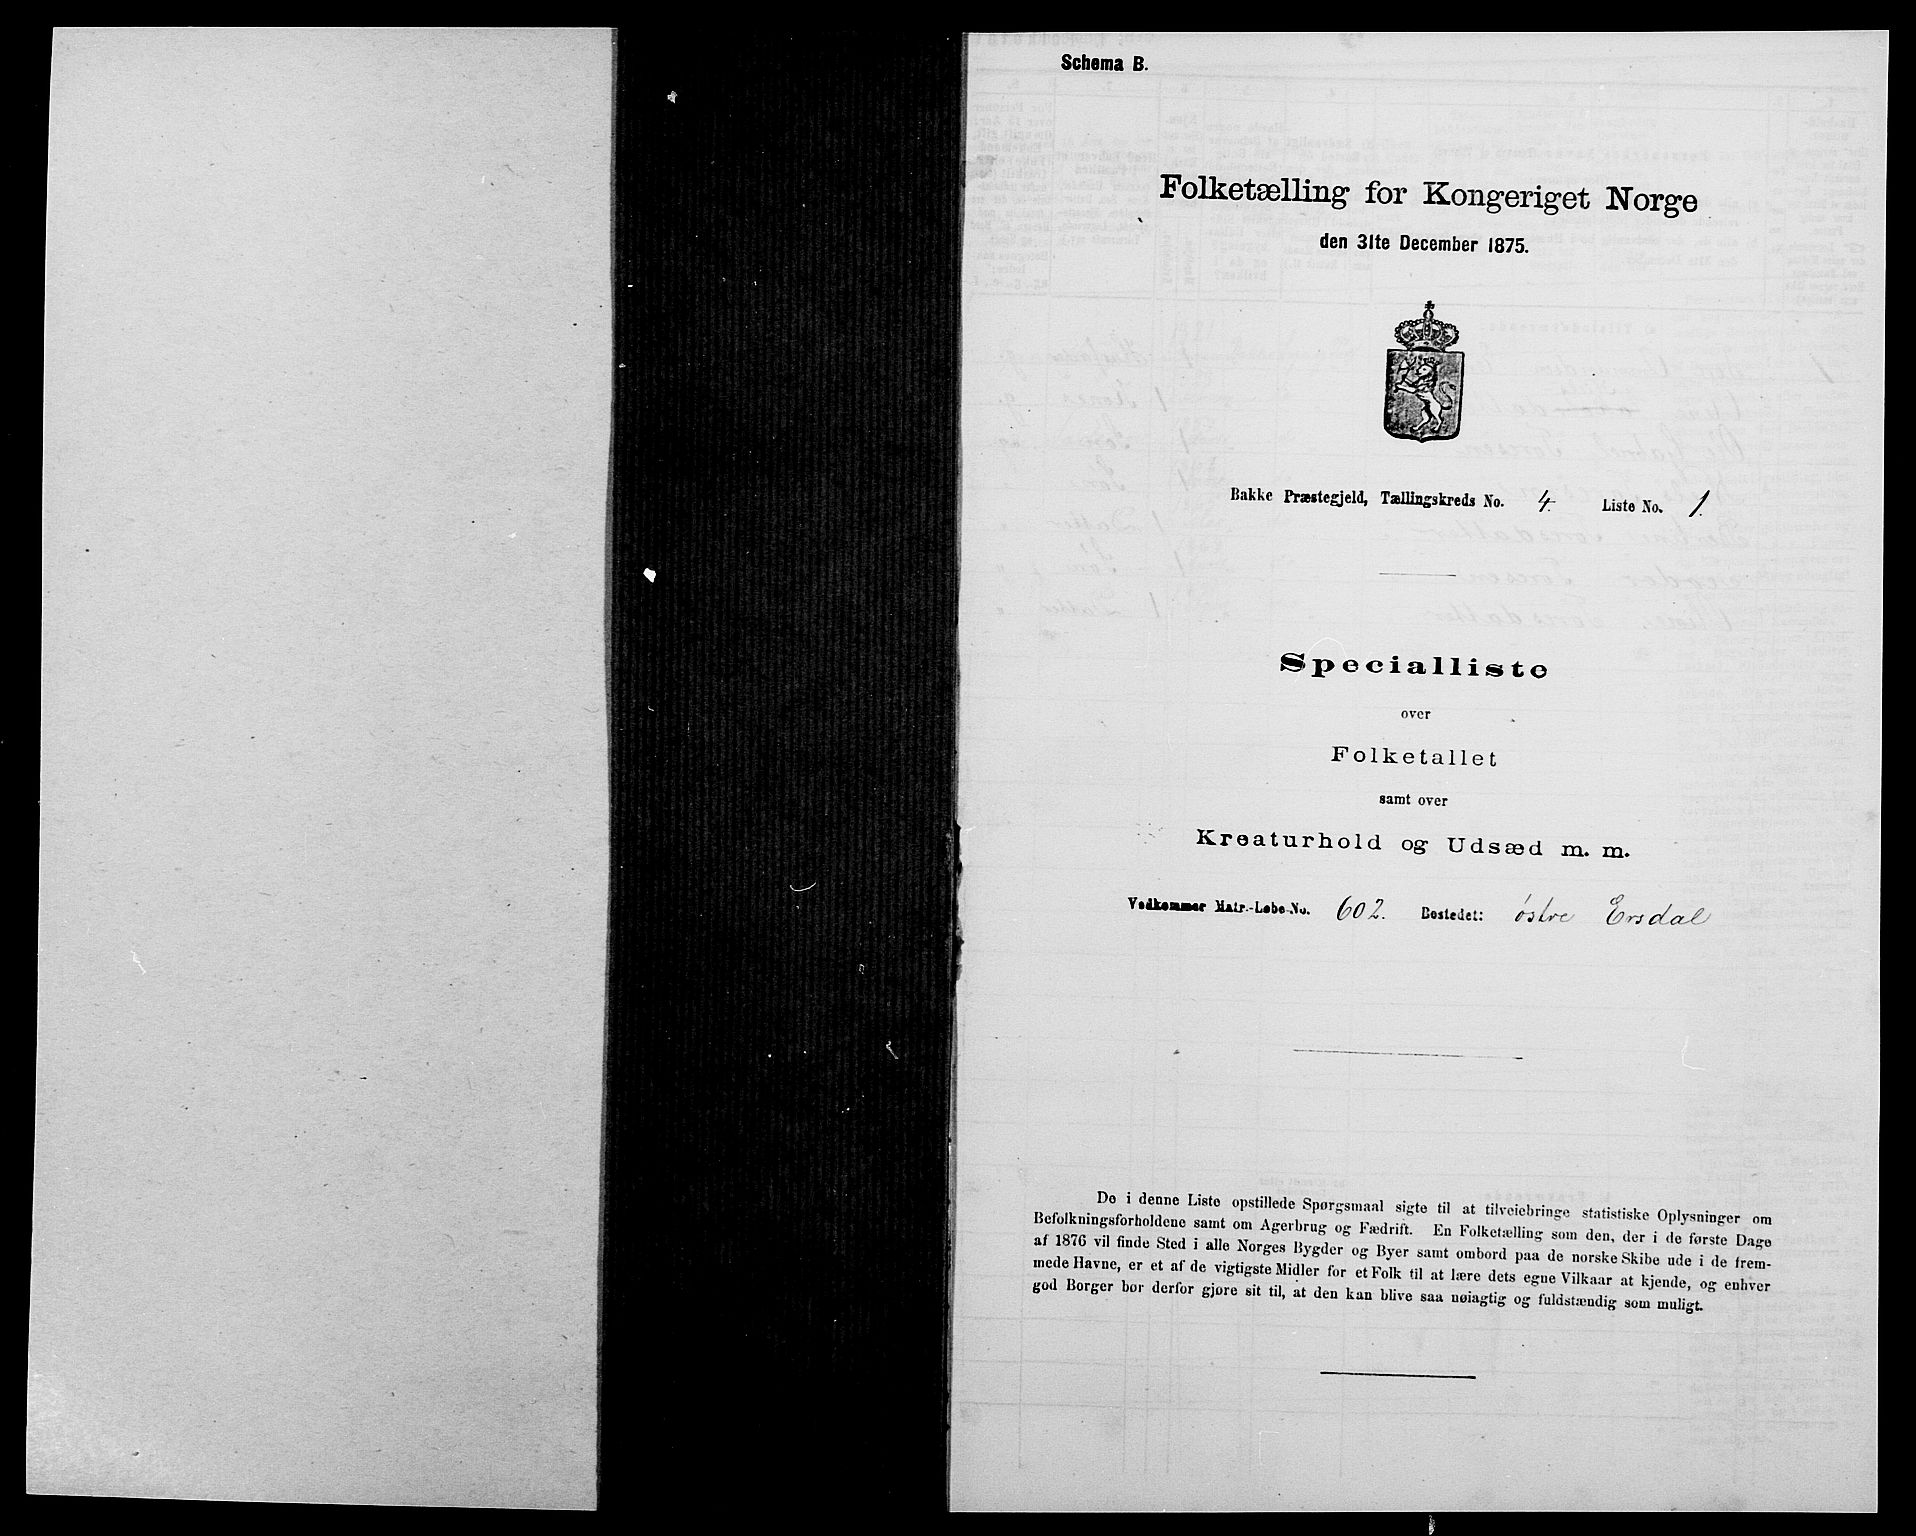 Schema B.
Folketælling for Kongeriget Norge
den 31te December 1875.
Bakke Præstegjeld, Tællingskreds No. 4. Liste No. 1.
Specialliste
over
Folketallet
samt over
Kreaturhold og Udsæd m. m.
Vedkommer Matr.-Løbe-No. 602. Bostedet: østre Ersdal
De i denne Liste opstillede Spørgsmaal sigte til at tilveiebringe statistiske Oplysninger om
Befolkningsforholdene samt om Agerbrug og Fædrift. En Folketælling som den, der i de første Dage
af 1876 vil finde Sted i alle Norges Bygder og Byer samt ombord paa de norske Skibe ude i de frem-
mede Havne, er et af de vigtigste Midler for et Folk til at lære dets egne Vilkaar at kjende, og enhver
god Borger bør derfor gjøre sit til, at den kan blive saa nøiagtig og fuldstændig som muligt.